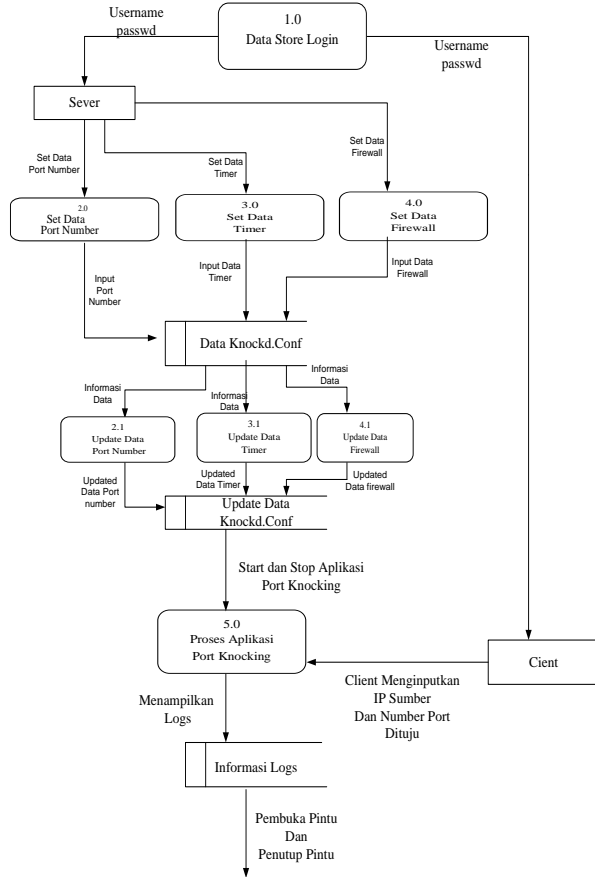 Username
passwd
1.0
Data Store Login
Username
passwd
Sever
Set Data
Port Number
Set Data
Timer
Set Data
Firewall
2.0
Set Data
Port Number
3.0
Set Data
Timer
4.0
Set Data
Firewall
Input
Port
Number
Input Data
Timer
Input Data
Firewall
Data Knockd.Conf
Informasi
Data
Informasi
Data
Informasi
Data
2.1
Update Data
Port Number
3.1
Update Data
Timer
4.1
Update Data
Firewall
Updated
Data Port
number
Updated
Data Timer
Updated
Data firewall
Update Data
Knockd.Conf
Start dan Stop Aplikasi
Port Knocking
5.0
Proses Aplikasi
Port Knocking
Cient
Client Menginputkan
IP Sumber
Dan Number Port
Dituju
Menampilkan
Logs
Informasi Logs
Pembuka Pintu
Dan
Penutup Pintu